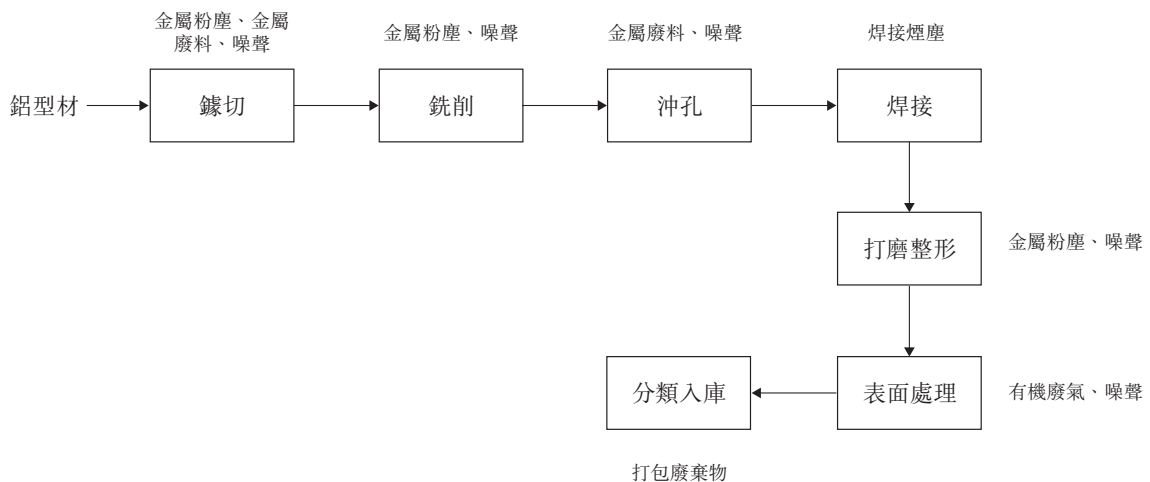 金屬粉塵、金屬
廢料、噪聲
金屬粉塵、噪聲
金屬廢料、噪聲
焊接煙塵
鋁型材
鐻切
銑削
沖孔
焊接
打磨整形
金屬粉塵、噪聲
分類入庫
表面處理
有機廢氣、噪聲
打包廢棄物